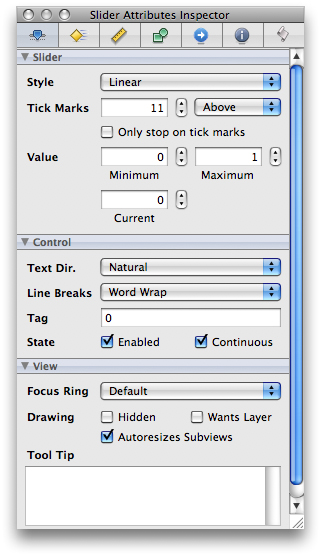 Slider Attributes Inspector
Slider
Style Linear
Tick Marks 11 Above
Only stop on tick marks
Value 0 1
Minimum Maximum
0
Current
Control
Text Dir. Natural
Line Breaks Word Wrap
Tag 0
State Enabled Continuous
View
Focus Ring Default
Drawing Hidden Wants Layer
Autoresizes Subviews
Tool Tip